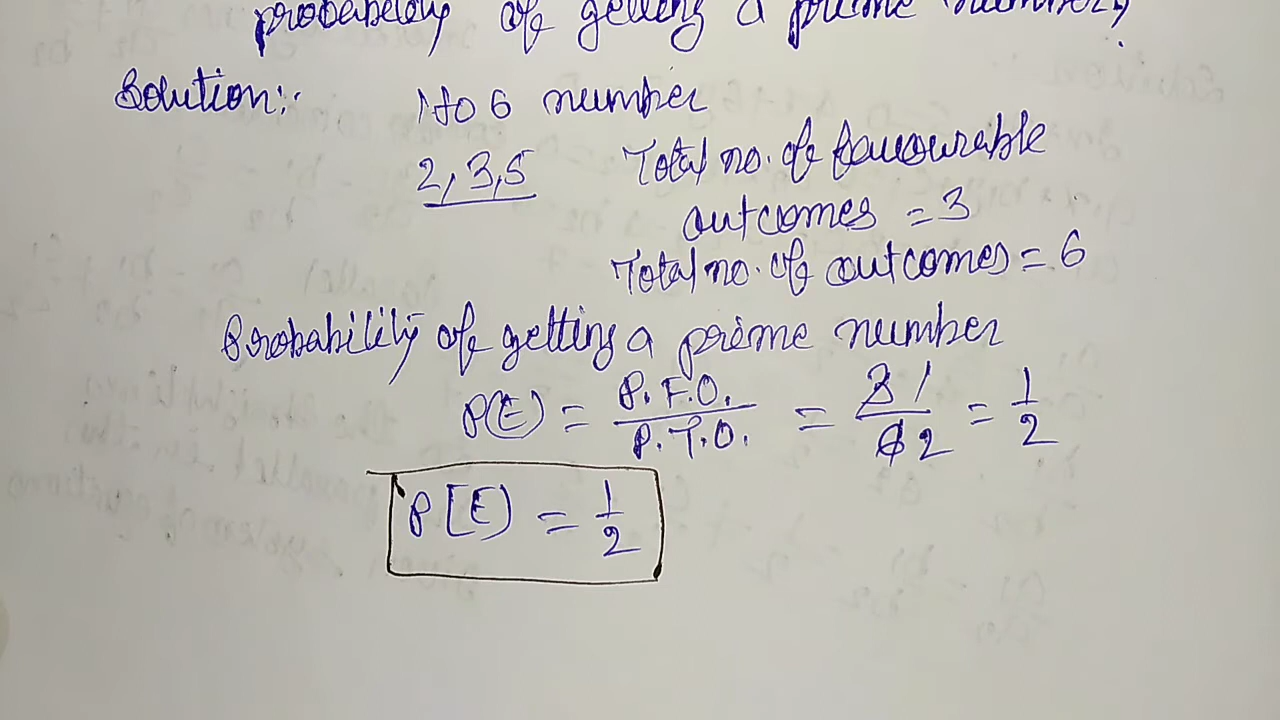 probability of getting a prime number?
Solution:-
1 to 6 number
2, 3, 5
Total no. of favourable
outcomes = 3
Total no. of outcomes = 6
Probability of getting a prime number
P(E) = P.F.O. / P.T.O. = 3 1 / 6 2 = 1/2
P[E) = 1/2